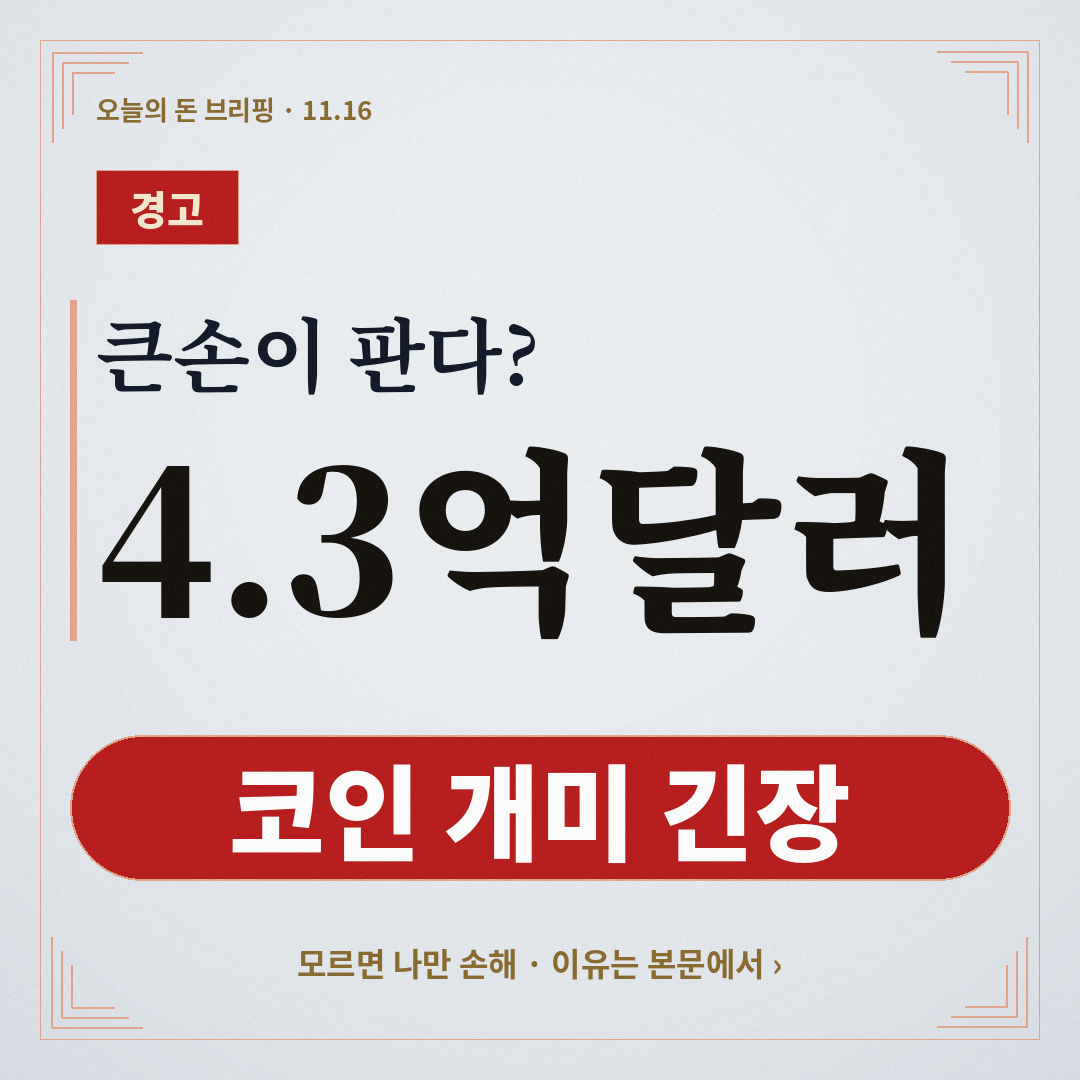 오늘의 돈 브리핑 · 11.16
경고
큰손이 판다?
4.3억달러
코인 개미 긴장
모르면 나만 손해 · 이유는 본문에서 ›